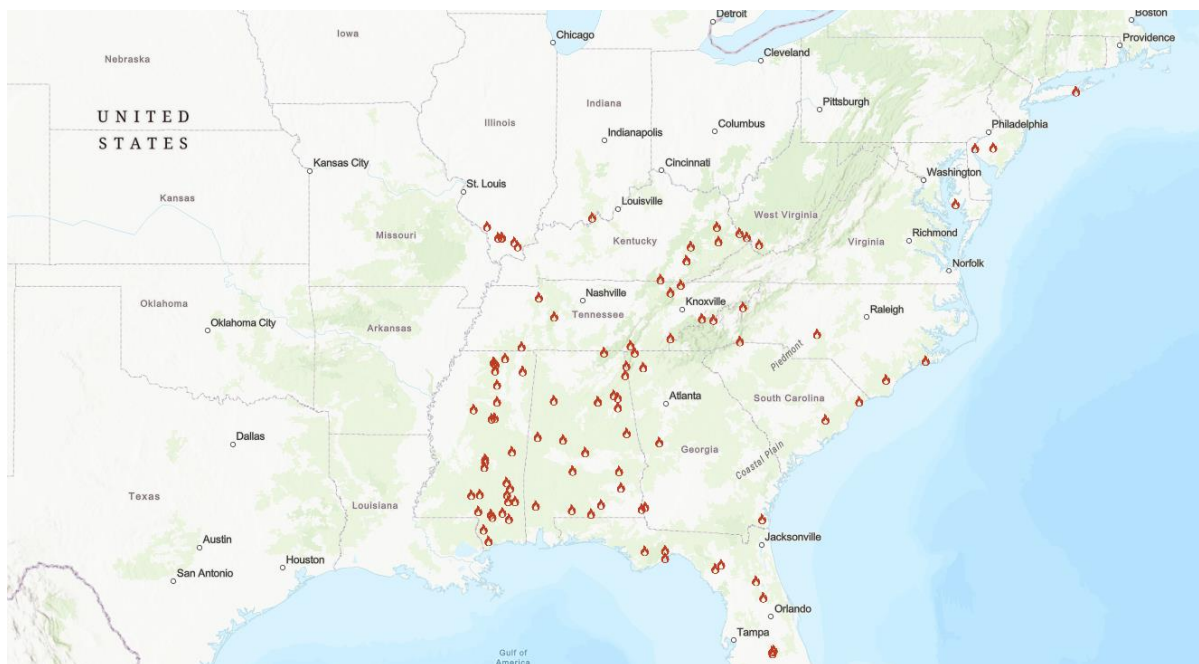 Detroit
Boston
Iowa
Chicago
Providence
Cleveland
Nebraska
Pittsburgh
Indiana
UNITED
STATES
Illinois
Columbus
Philadelphia
Indianapolis
Kansas City
Cincinnati
Washington
St. Louis
Kansas
Louisville
West Virginia
Missouri
Kentucky
Virginia
Richmond
Norfolk
Nashville
Oklahoma
Knoxville
Tennessee
Raleigh
Oklahoma City
Arkansas
Piedmont
South Carolina
Atlanta
Dallas
Georgia
Coastal Plain
Texas
Louisiana
Austin
Jacksonville
Houston
San Antonio
Orlando
Tampa
Gulf of
America